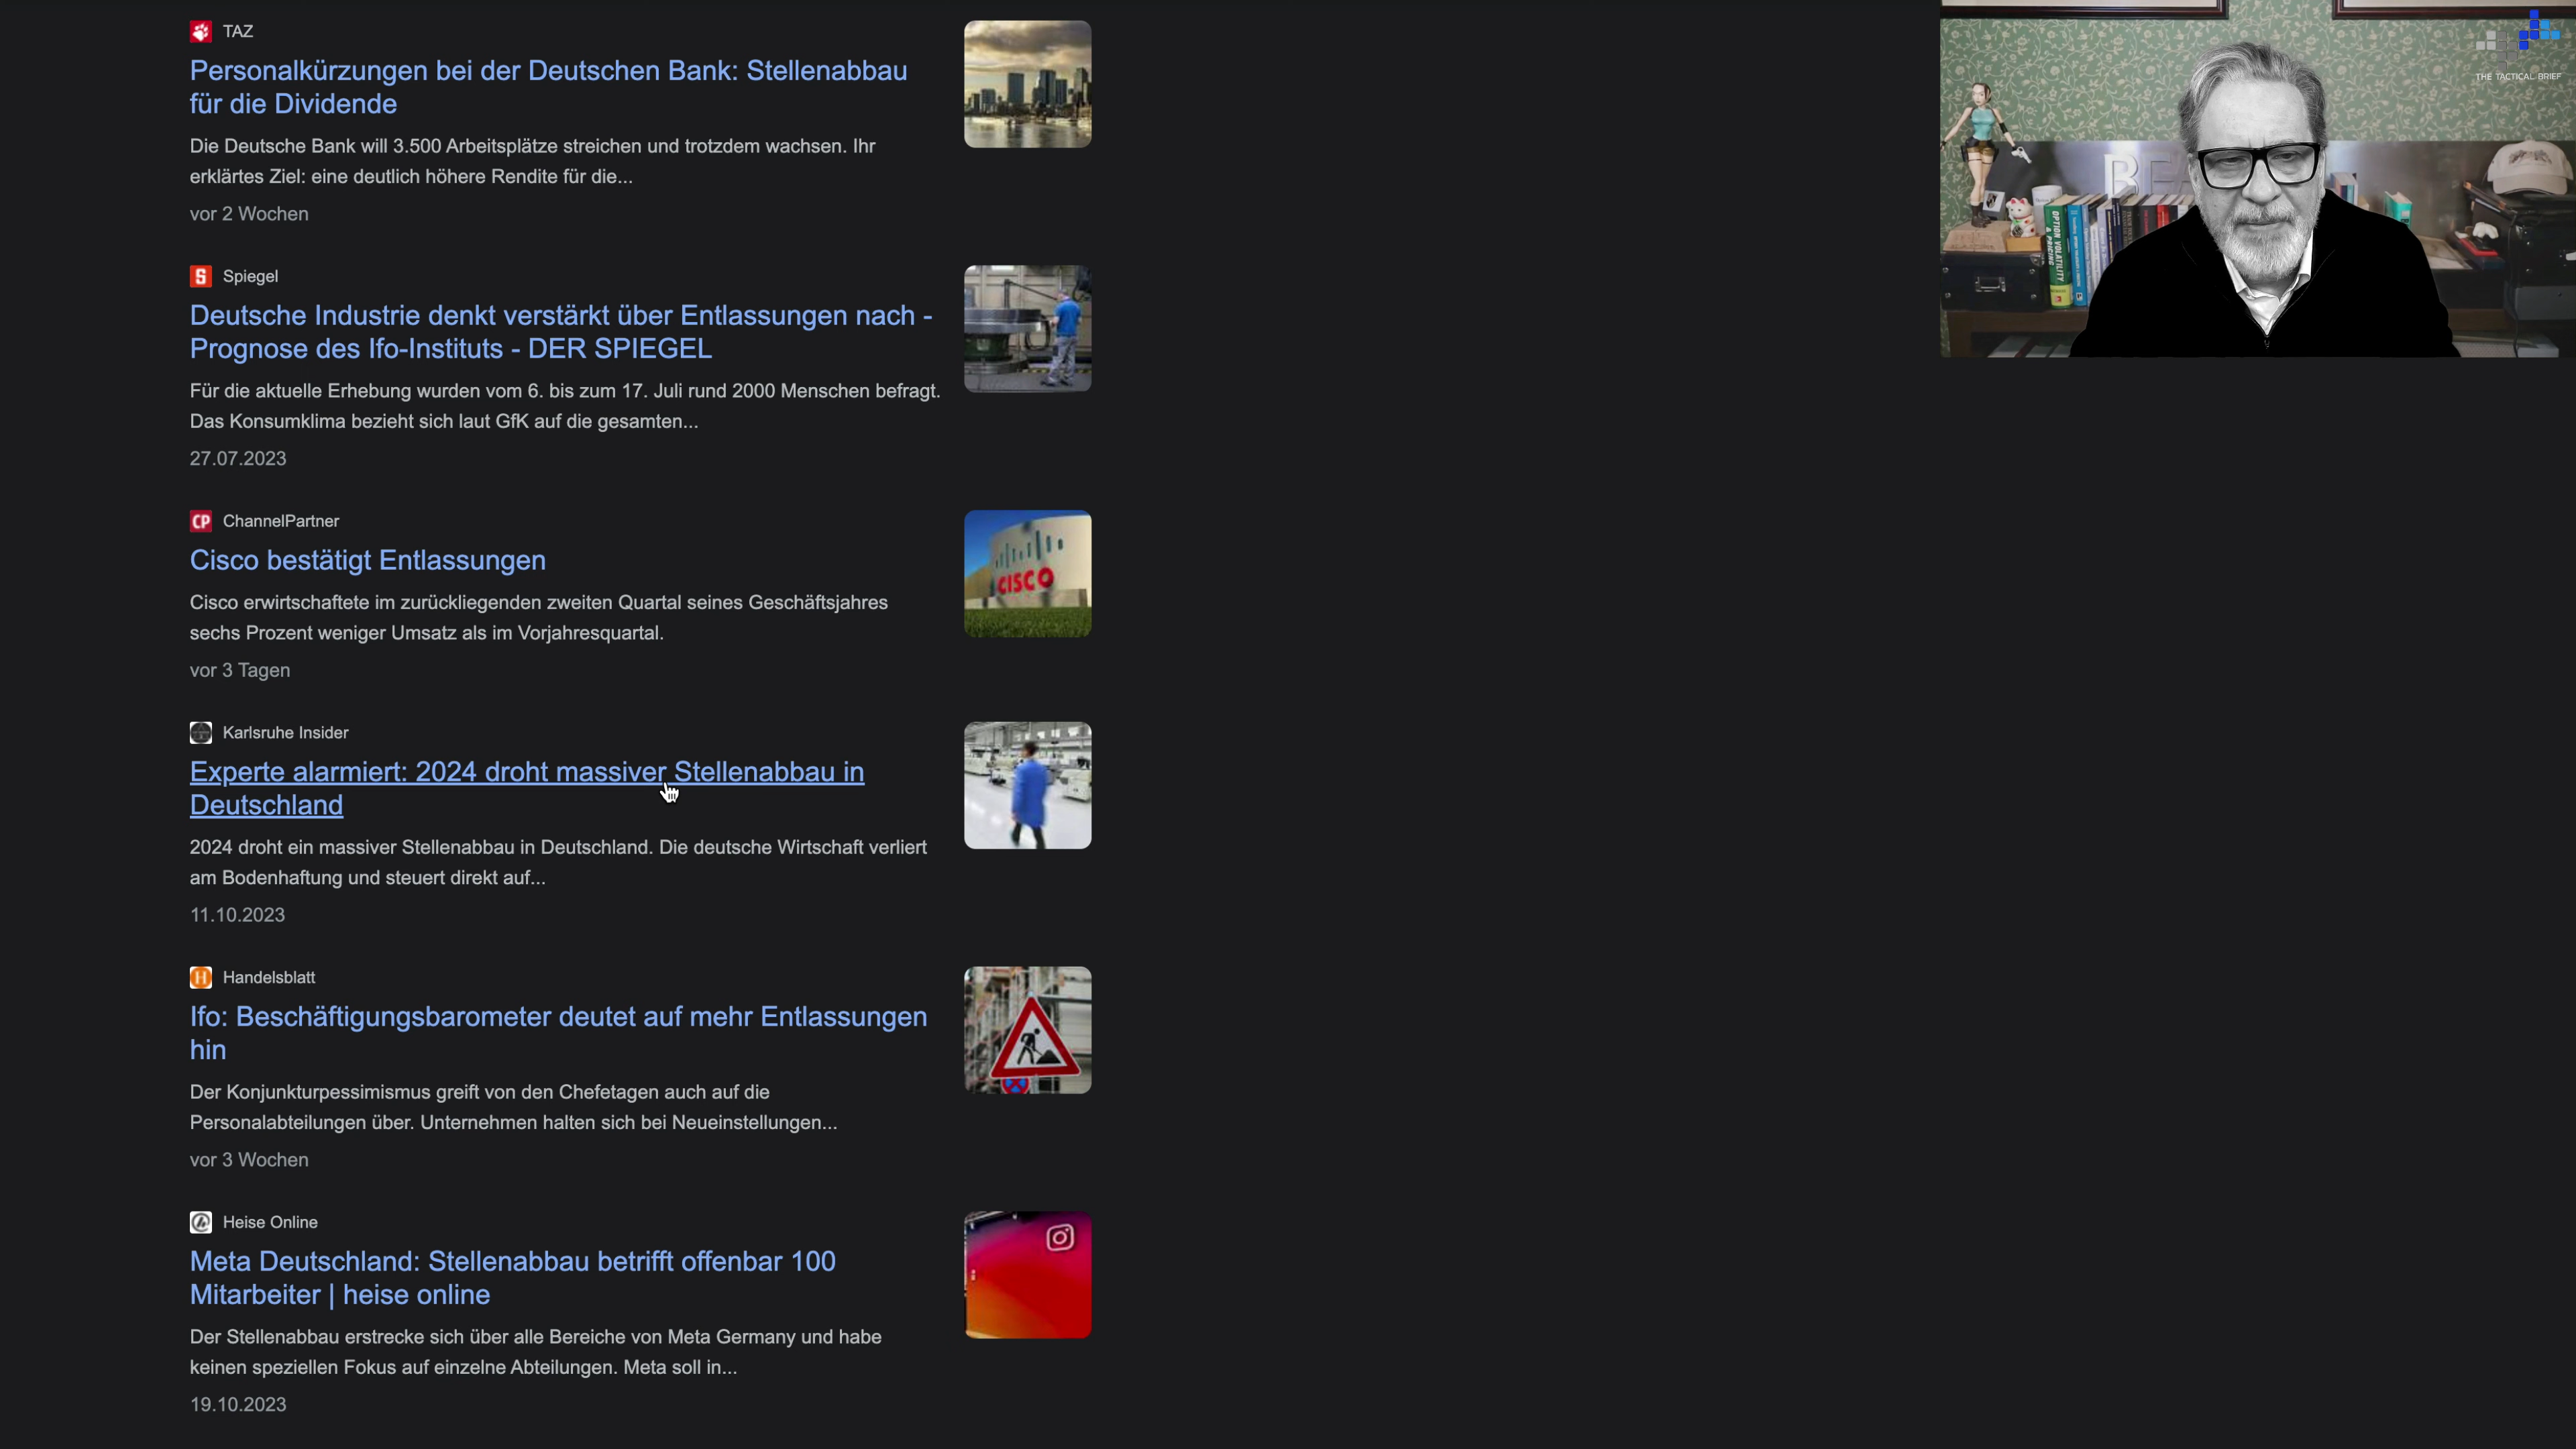 TAZ
Personalkürzungen bei der Deutschen Bank: Stellenabbau
für die Dividende
Die Deutsche Bank will 3.500 Arbeitsplätze streichen und trotzdem wachsen. Ihr
erklärtes Ziel: eine deutlich höhere Rendite für die...
vor 2 Wochen
S Spiegel
Deutsche Industrie denkt verstärkt über Entlassungen nach -
Prognose des Ifo-Instituts - DER SPIEGEL
Für die aktuelle Erhebung wurden vom 6. bis zum 17. Juli rund 2000 Menschen befragt.
Das Konsumklima bezieht sich laut GfK auf die gesamten...
27.07.2023
CP ChannelPartner
Cisco bestätigt Entlassungen
Cisco erwirtschaftete im zurückliegenden zweiten Quartal seines Geschäftsjahres
sechs Prozent weniger Umsatz als im Vorjahresquartal.
vor 3 Tagen
CISCO
Karlsruhe Insider
Experte alarmiert: 2024 droht massiver Stellenabbau in
Deutschland
2024 droht ein massiver Stellenabbau in Deutschland. Die deutsche Wirtschaft verliert
am Bodenhaftung und steuert direkt auf...
11.10.2023
H Handelsblatt
Ifo: Beschäftigungsbarometer deutet auf mehr Entlassungen
hin
Der Konjunkturpessimismus greift von den Chefetagen auch auf die
Personalabteilungen über. Unternehmen halten sich bei Neueinstellungen...
vor 3 Wochen
Heise Online
Meta Deutschland: Stellenabbau betrifft offenbar 100
Mitarbeiter | heise online
Der Stellenabbau erstrecke sich über alle Bereiche von Meta Germany und habe
keinen speziellen Fokus auf einzelne Abteilungen. Meta soll in...
19.10.2023
THE TACTICAL BRIEF
OPTION VOLATILITY
& PRICING